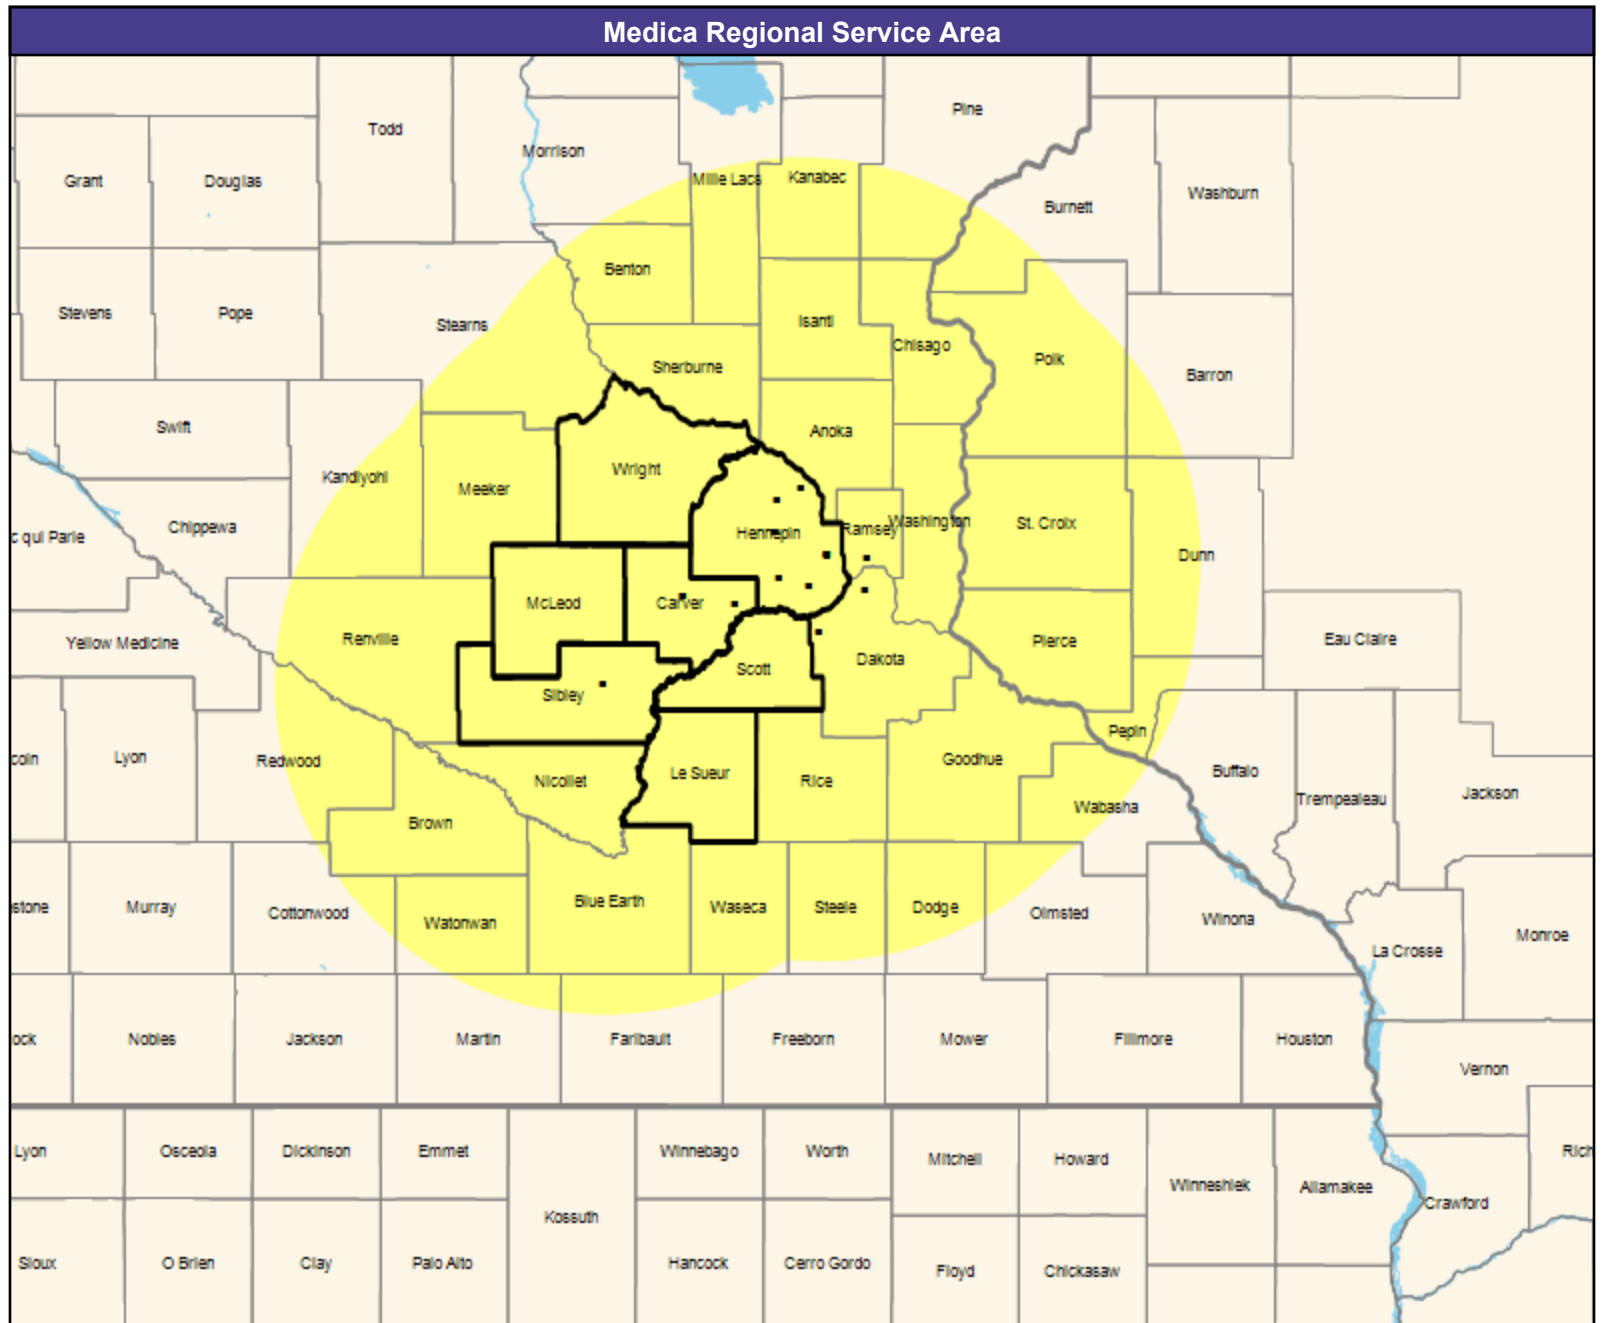 Medica Regional Service Area
Pine
Todd
Morrison
Grant
Douglas
Mille Lacs
Kanabec
Burnett
Washburn
Benton
Stevens
Pope
Stearns
Isanti
Chisago
Polk
Barron
Sherburne
Swift
Anoka
Kandiyohi
Wright
Meeker
Chippewa
c qui Parle
Hennepin
Ramsey
Washington
St. Croix
Dunn
McLeod
Carver
Yellow Medicine
Renville
Pierce
Eau Claire
Scott
Dakota
Sibley
Pepin
coln
Lyon
Redwood
Nicollet
Le Sueur
Rice
Goodhue
Buffalo
Trempealeau
Jackson
Brown
Wabasha
stone
Murray
Cottonwood
Watonwan
Blue Earth
Waseca
Steele
Dodge
Olmsted
Winona
La Crosse
Monroe
ock
Nobles
Jackson
Martin
Faribault
Freeborn
Mower
Fillmore
Houston
Vernon
Lyon
Osceola
Dickinson
Emmet
Winnebago
Worth
Mitchell
Howard
Rich
Winneshiek
Allamakee
Crawford
Kossuth
Sioux
O Brien
Clay
Palo Alto
Hancock
Cerro Gordo
Floyd
Chickasaw